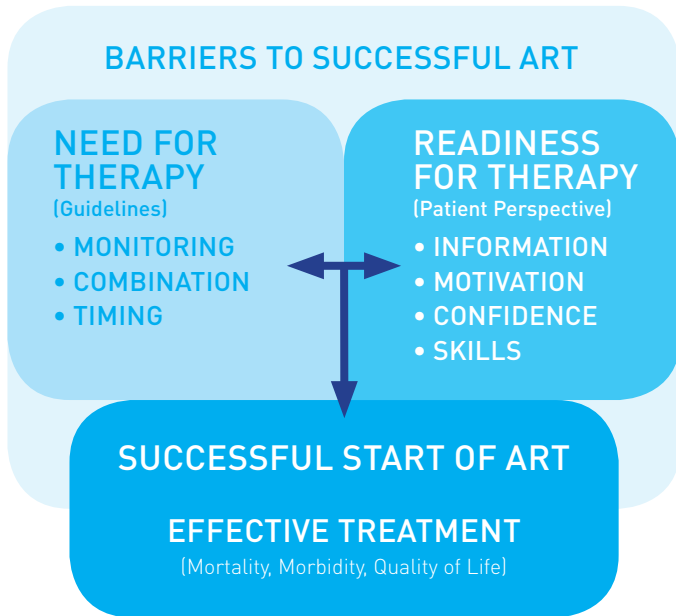 BARRIERS TO SUCCESSFUL ART
NEED FOR
THERAPY
(Guidelines)
• MONITORING
• COMBINATION
• TIMING
READINESS
FOR THERAPY
(Patient Perspective)
• INFORMATION
• MOTIVATION
• CONFIDENCE
• SKILLS
SUCCESSFUL START OF ART
EFFECTIVE TREATMENT
(Mortality, Morbidity, Quality of Life)